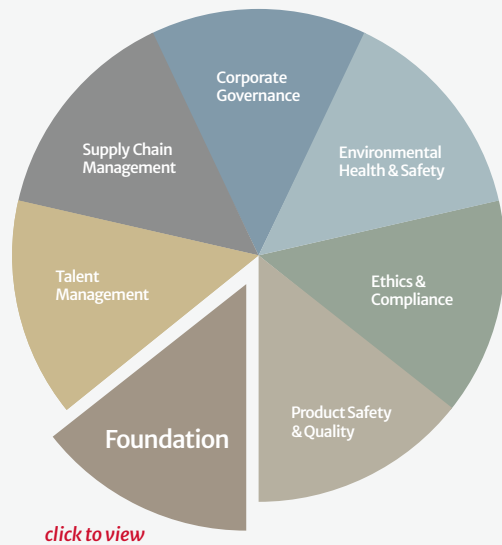 Corporate
Governance
Supply Chain
Management
Environmental
Health & Safety
Talent
Management
Ethics &
Compliance
Foundation
Product Safety
& Quality
click to view